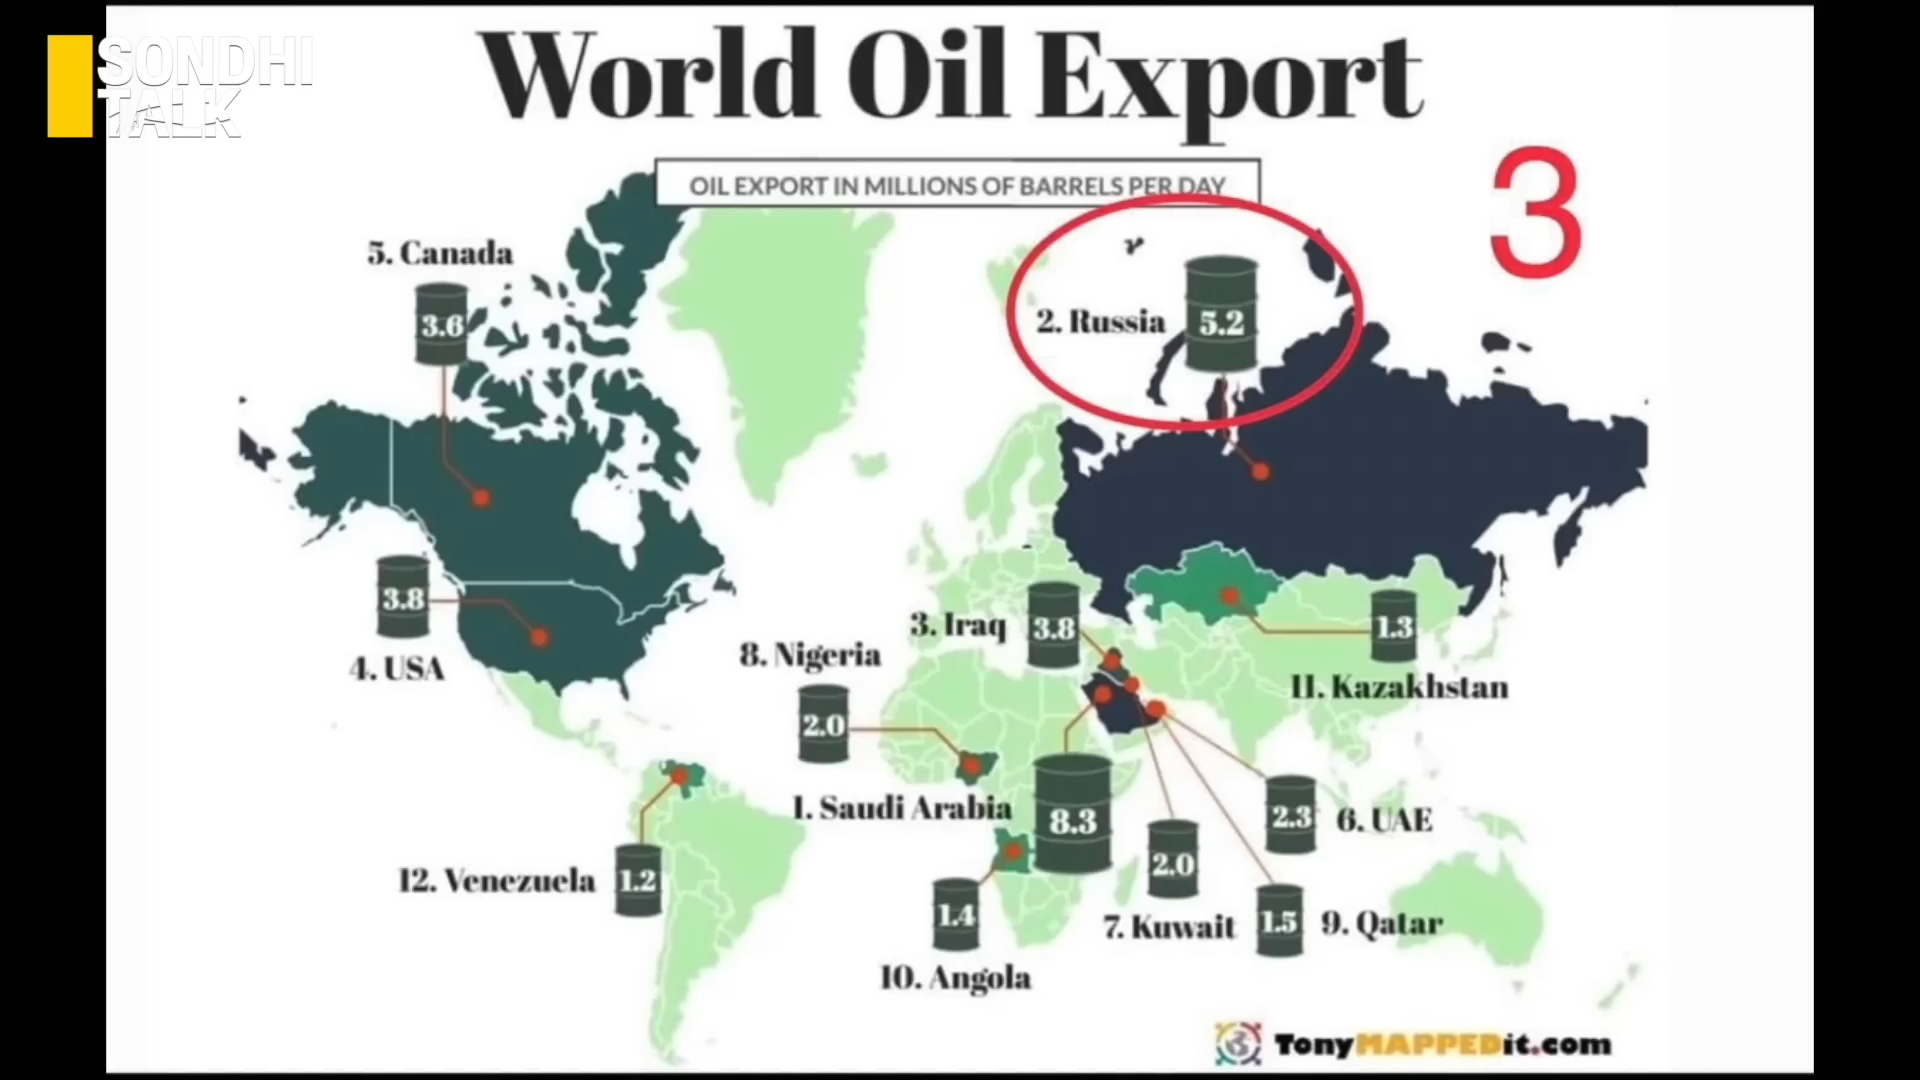 SONDHI
TALK
World Oil Export
OIL EXPORT IN MILLIONS OF BARRELS PER DAY
3
5. Canada
3.6
2. Russia
5.2
3.8
4. USA
3. Iraq
3.8
1.3
11. Kazakhstan
8. Nigeria
2.0
1. Saudi Arabia
8.3
2.3
6. UAE
12. Venezuela
1.2
2.0
7. Kuwait
1.4
10. Angola
1.5
9. Qatar
TonyMAPPEDit.com